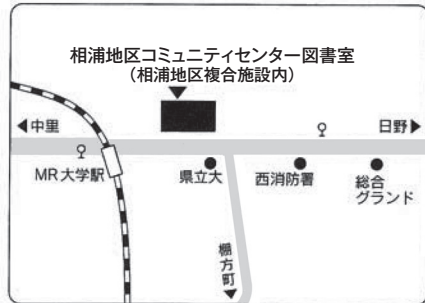 相浦地区コミュニティセンター図書室
（相浦地区複合施設内）
◀中里
日野▶
MR大学駅
県立大
西消防署
総合
グランド
棚方町